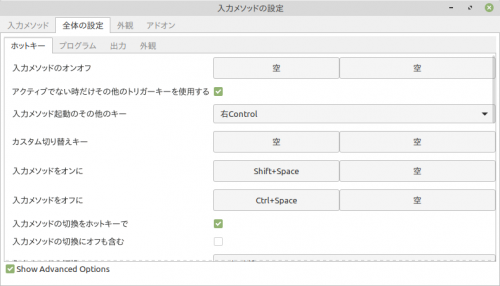 入力メソッドの設定
入力メソッド 全体の設定 外観 アドオン
ホットキー プログラム 出力 外観
入力メソッドのオンオフ 空 空
アクティブでない時だけその他のトリガーキーを使用する
入力メソッド起動のその他のキー 右Control
カスタム切り替えキー 空 空
入力メソッドをオンに Shift+Space 空
入力メソッドをオフに Ctrl+Space 空
入力メソッドの切換をホットキーで
入力メソッドの切換にオフも含む
Show Advanced Options